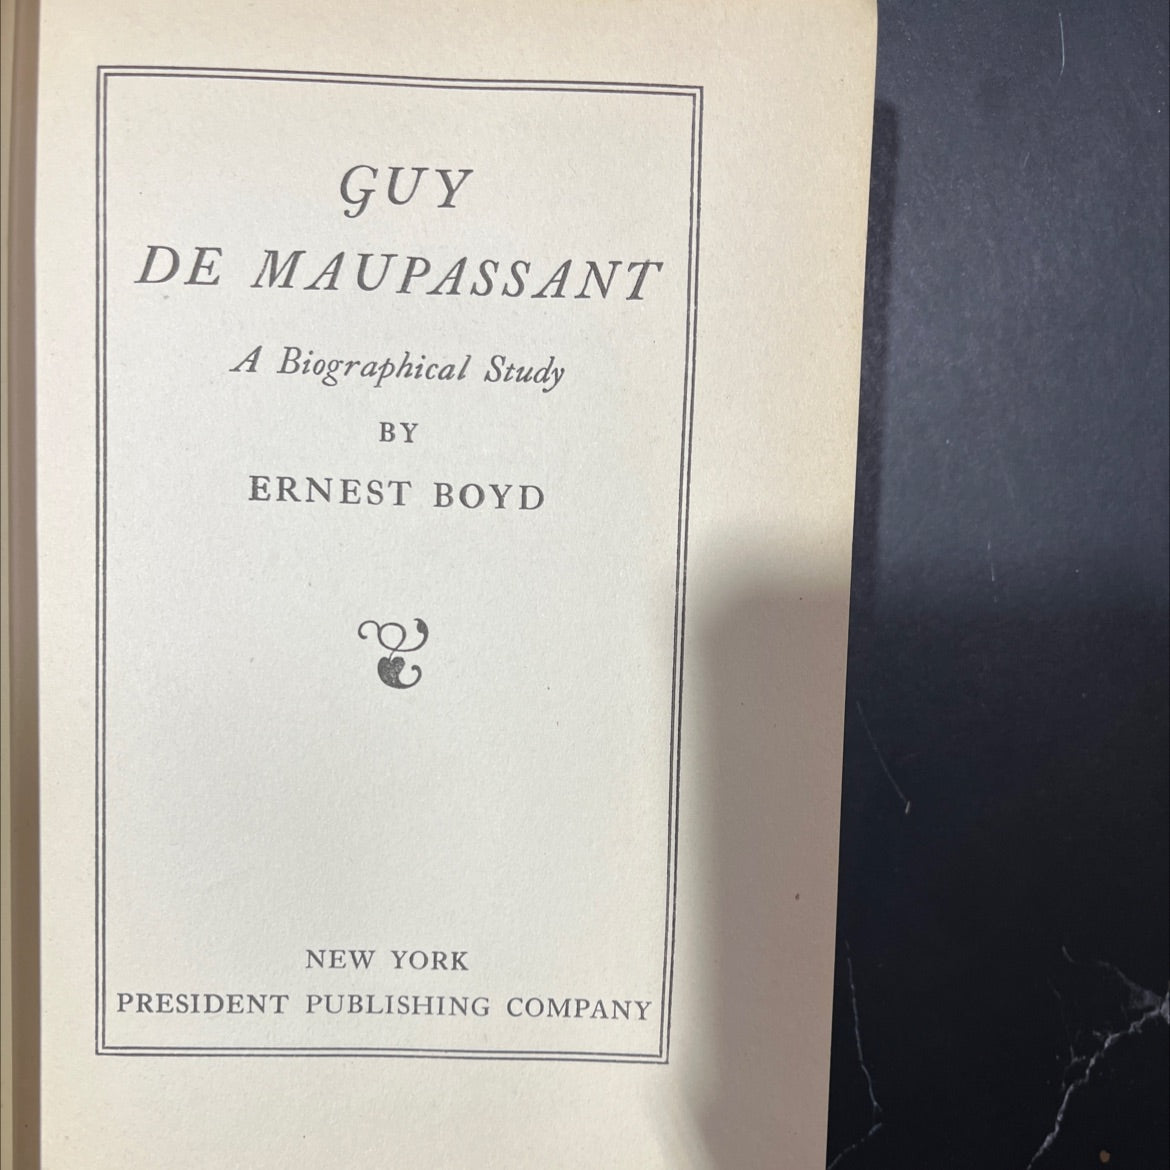 GUY
DE MAUPASSANT
A Biographical Study
BY
ERNEST BOYD
NEW YORK
PRESIDENT PUBLISHING COMPANY